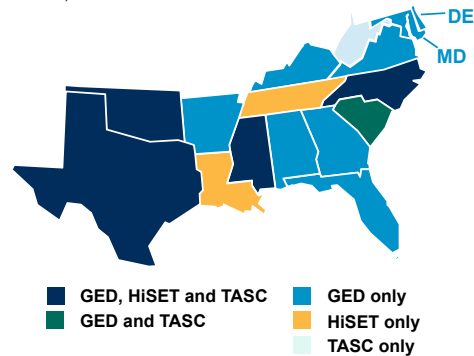 DE
MD
GED, HiSET and TASC
GED only
GED and TASC
HiSET only
TASC only